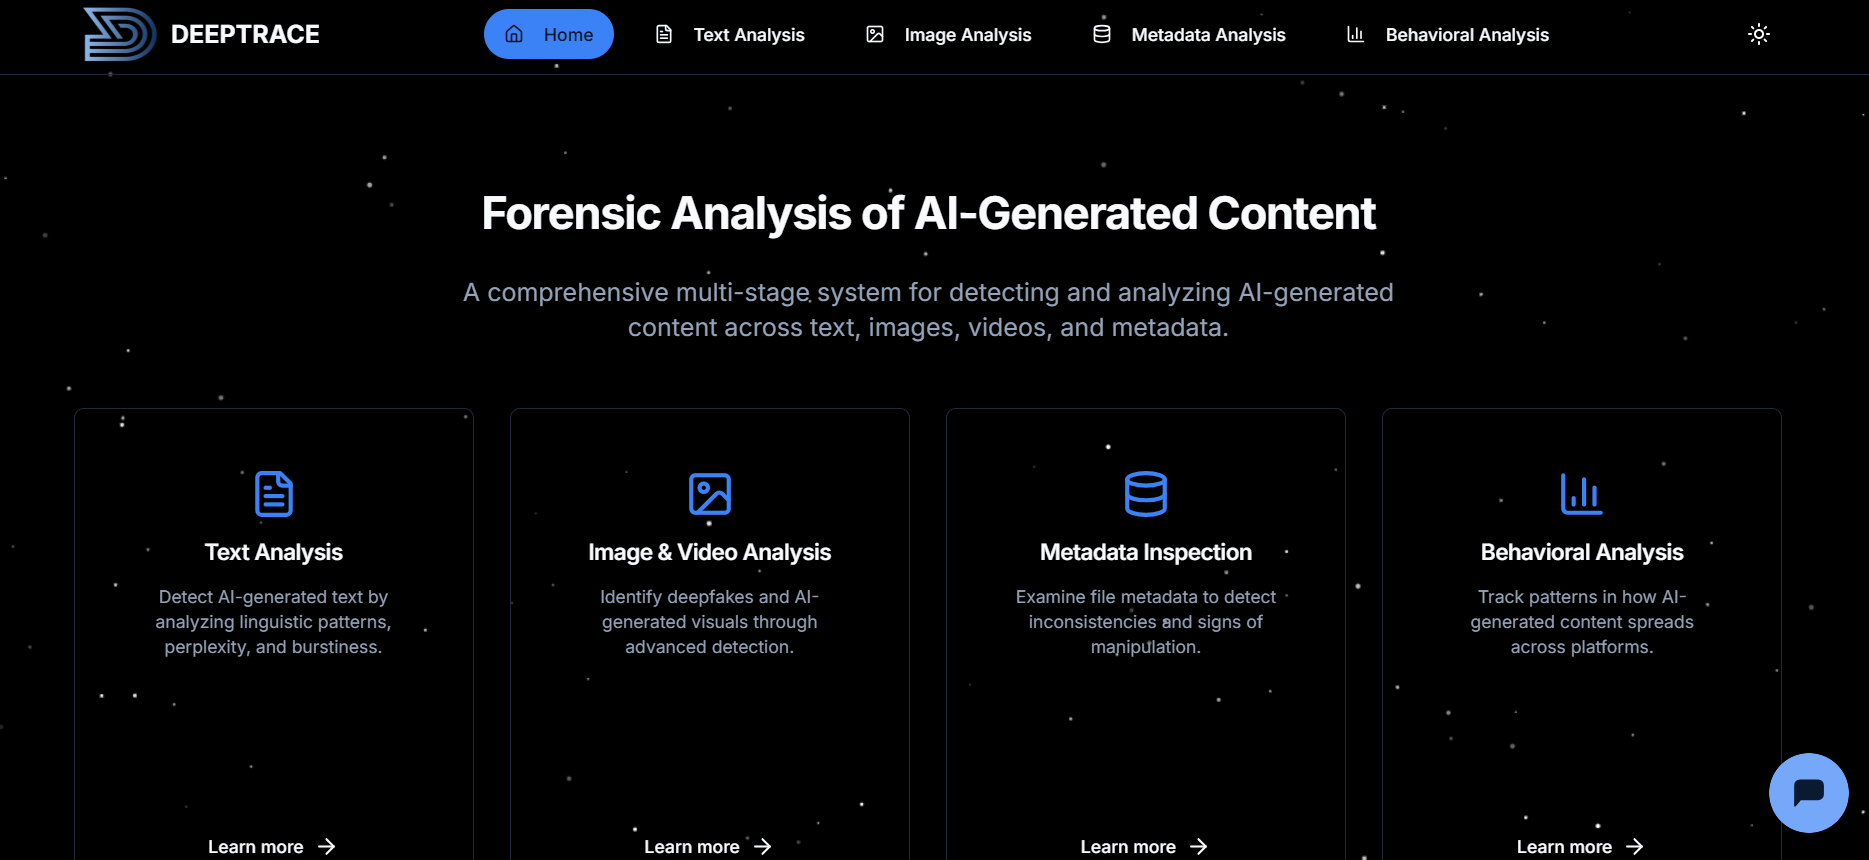 DEEPTRACE
Home
Text Analysis
Image Analysis
Metadata Analysis
Behavioral Analysis
Forensic Analysis of AI-Generated Content
A comprehensive multi-stage system for detecting and analyzing AI-generated
content across text, images, videos, and metadata.
Text Analysis
Detect AI-generated text by
analyzing linguistic patterns,
perplexity, and burstiness.
Learn more
Image & Video Analysis
Identify deepfakes and AI-
generated visuals through
advanced detection.
Learn more
Metadata Inspection
Examine file metadata to detect
inconsistencies and signs of
manipulation.
Learn more
Behavioral Analysis
Track patterns in how AI-
generated content spreads
across platforms.
Learn more